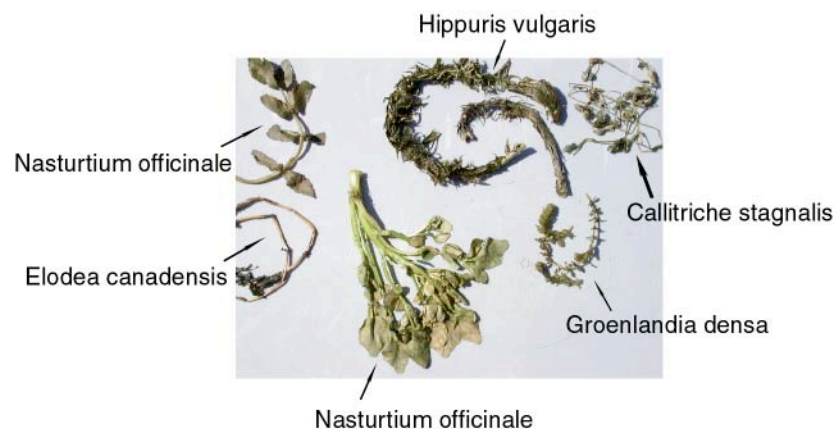 Hippuris vulgaris
Nasturtium officinale
Callitriche stagnalis
Elodea canadensis
Groenlandia densa
Nasturtium officinale